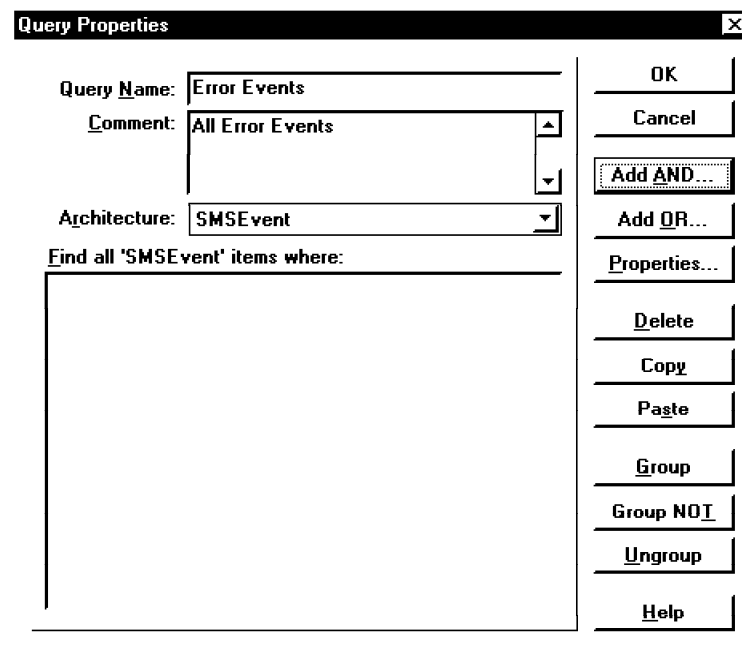 Query Properties
Query Name: Error Events
Comment: All Error Events
Architecture: SMSEvent
Find all 'SMSEvent' items where:
OK
Cancel
Add AND...
Add OR...
Properties...
Delete
Copy
Paste
Group
Group NOT
Ungroup
Help